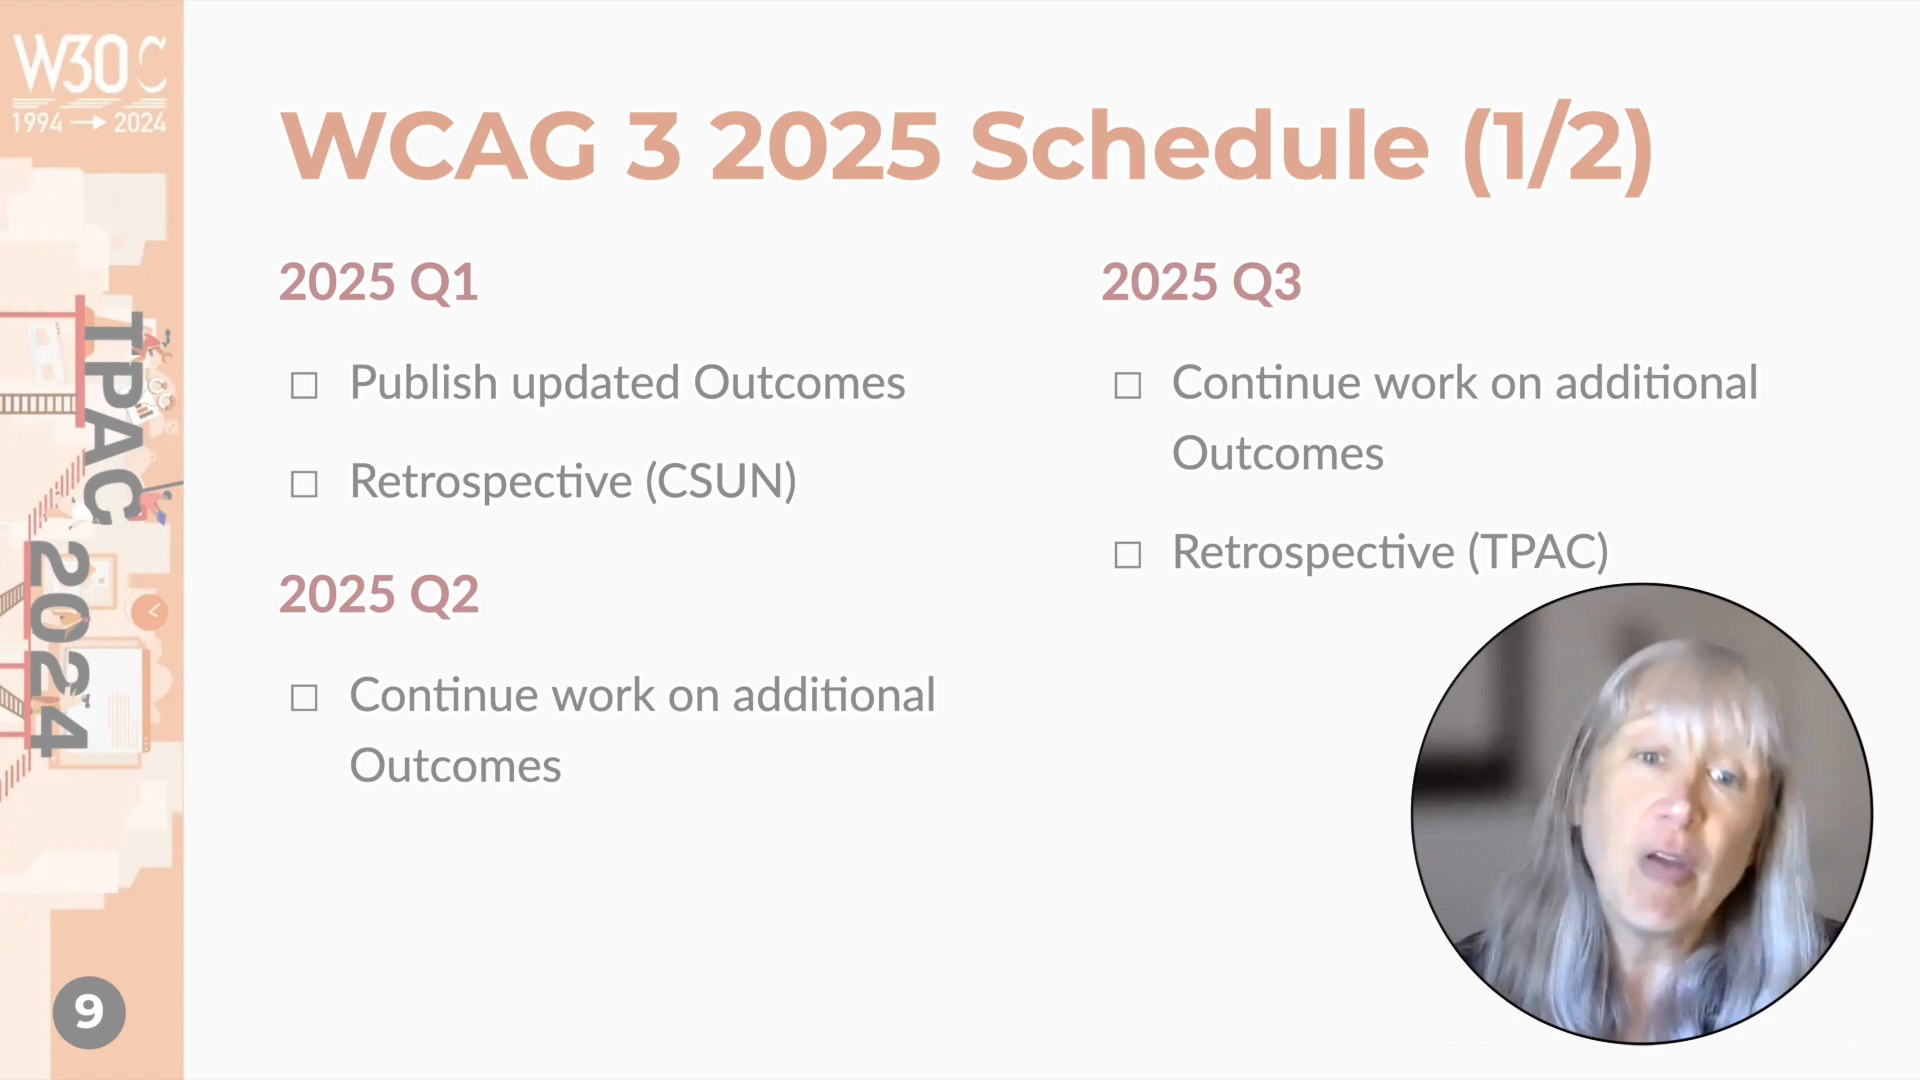 W3C
1994 → 2024
TPAC 2024
9
WCAG 3 2025 Schedule (1/2)
2025 Q1
Publish updated Outcomes
Retrospective (CSUN)
2025 Q2
Continue work on additional
Outcomes
2025 Q3
Continue work on additional
Outcomes
Retrospective (TPAC)